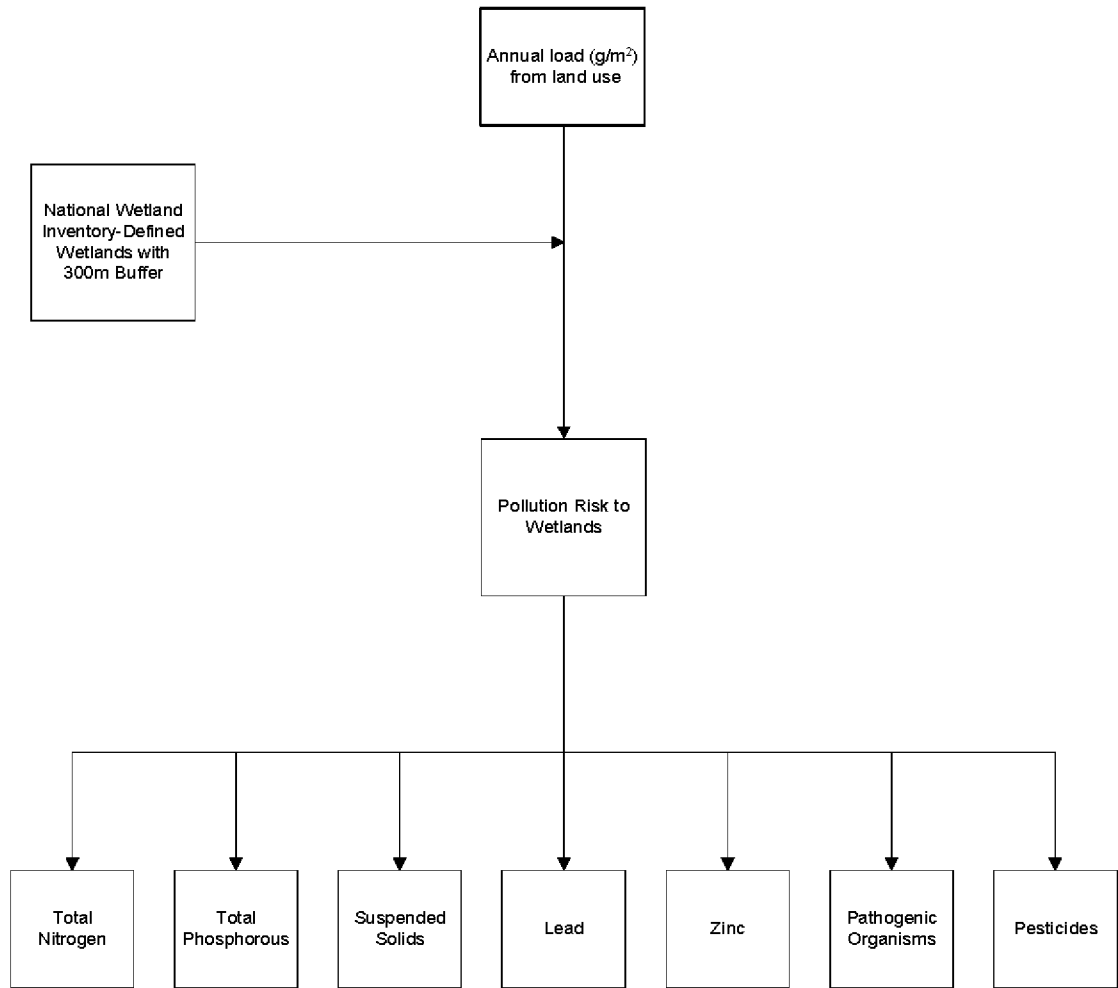 Annual load (g/m²)
from land use
National Wetland
Inventory-Defined
Wetlands with
300m Buffer
Pollution Risk to
Wetlands
Total
Nitrogen
Total
Phosphorous
Suspended
Solids
Lead
Zinc
Pathogenic
Organisms
Pesticides